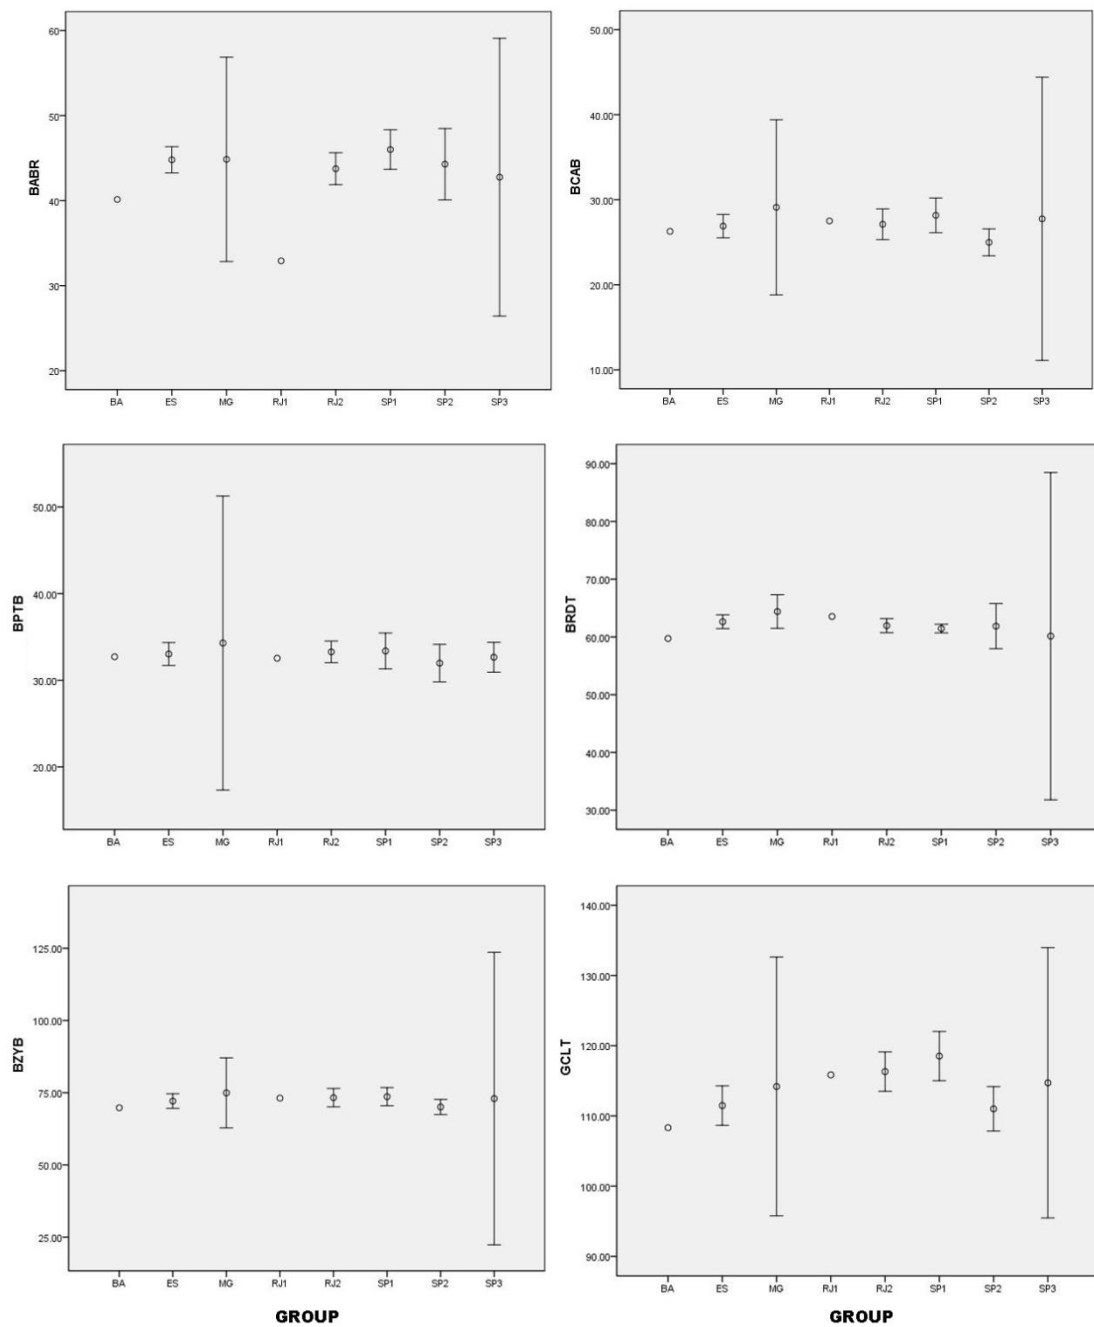 BABR
60
50
40
30
20
BA ES MG RJ1 RJ2 SP1 SP2 SP3
BCAB
50.00
40.00
30.00
20.00
10.00
BA ES MG RJ1 RJ2 SP1 SP2 SP3
BPTB
50.00
40.00
30.00
20.00
BA ES MG RJ1 RJ2 SP1 SP2 SP3
BRDT
90.00
80.00
70.00
60.00
50.00
40.00
30.00
BA ES MG RJ1 RJ2 SP1 SP2 SP3
BZYB
125.00
100.00
75.00
50.00
25.00
BA ES MG RJ1 RJ2 SP1 SP2 SP3
GROUP
GCLT
140.00
130.00
120.00
110.00
100.00
90.00
BA ES MG RJ1 RJ2 SP1 SP2 SP3
GROUP